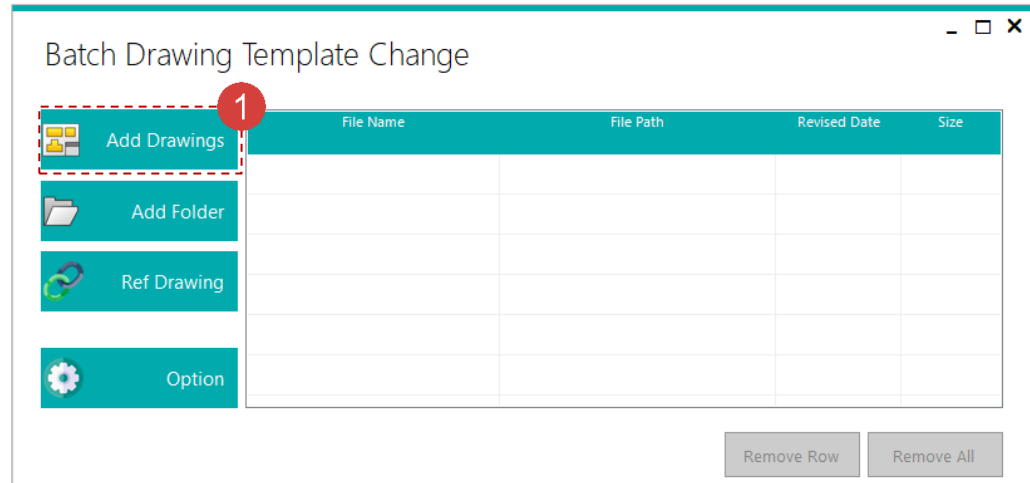 Batch Drawing Template Change
1
Add Drawings
File Name File Path Revised Date Size
Add Folder
Ref Drawing
Option
Remove Row Remove All